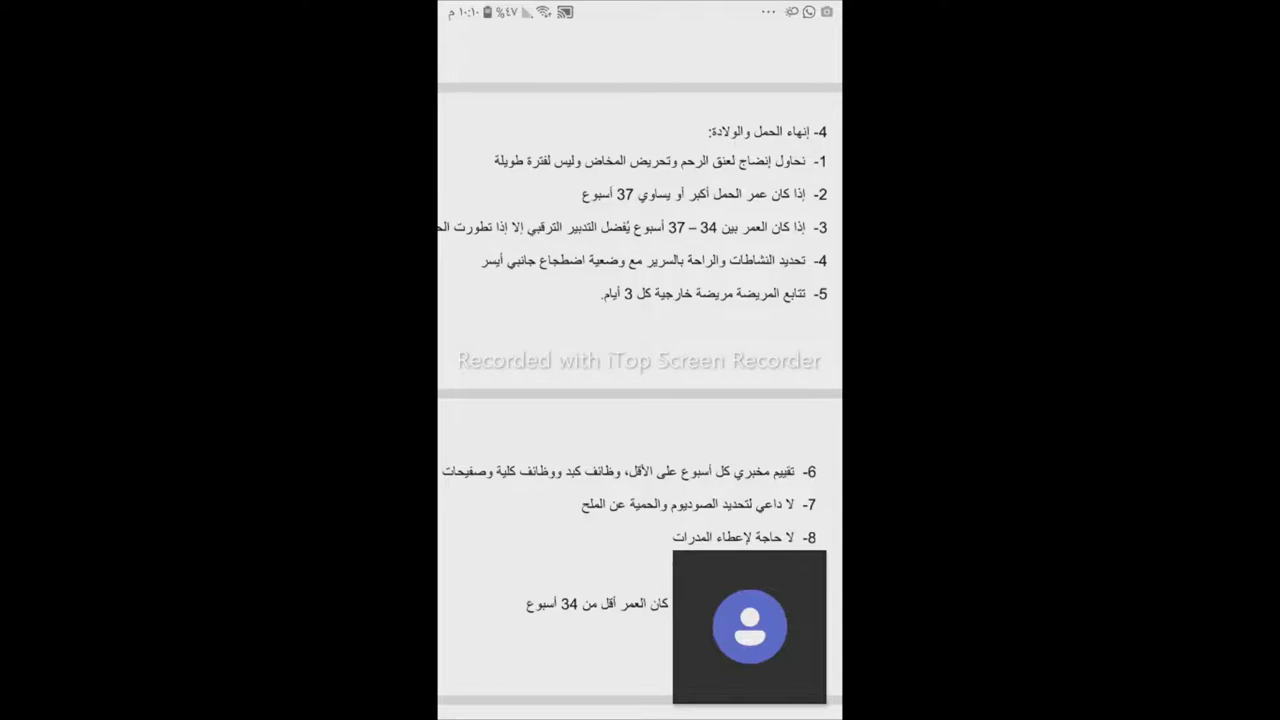 م ١٠:١٠ %٤٧
4- إنهاء الحمل والولادة:
1- نحاول إنضاج لعنق الرحم وتحريض المخاض وليس لفترة طويلة
2- إذا كان عمر الحمل أكبر أو يساوي 37 أسبوع
3- إذا كان العمر بين 34 – 37 أسبوع يُفضل التدبير الترقبي إلا إذا تطورت
4- تحديد النشاطات والراحة بالسرير مع وضعية اضطجاع جانبي أيسر
5- تتابع المريضة مريضة خارجية كل 3 أيام.
Recorded with iTop Screen Recorder
6- تقييم مخبري كل أسبوع على الأقل، وظائف كبد ووظائف كلية وصفيحات
7- لا داعي لتحديد الصوديوم والحمية عن الملح
8- لا حاجة لإعطاء المدرات
كان العمر أقل من 34 أسبوع